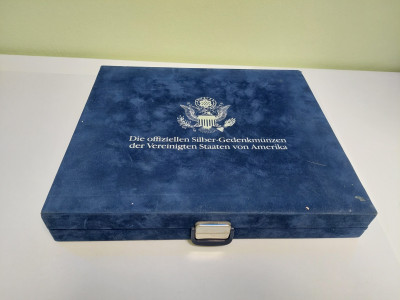 Die offiziellen Silber-Gedenkmünzen
der Vereinigten Staaten von Amerika